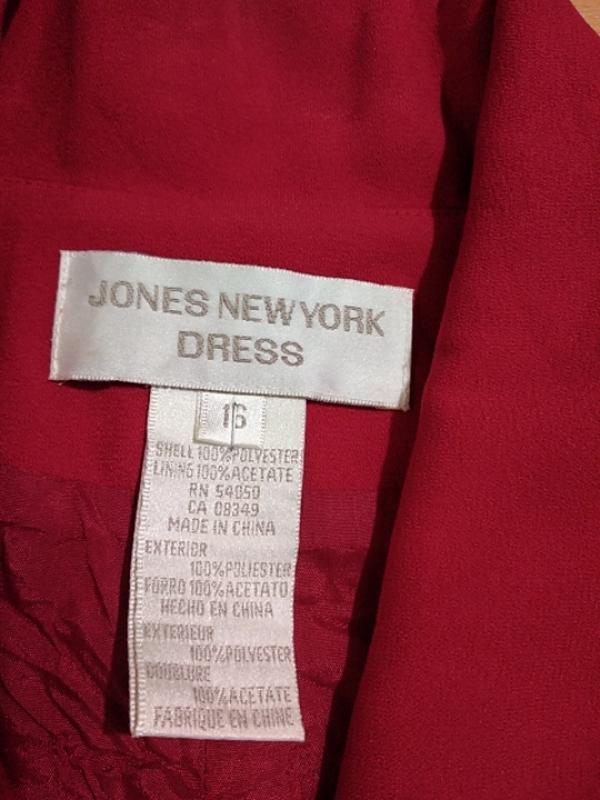 JONES NEW YORK
DRESS
16
SHELL 100% POLYESTER
LINING 100% ACETATE
RN 54050
CA 08349
MADE IN CHINA
EXTERIOR
100% POLIESTER
FORRO 100% ACETATO
HECHO EN CHINA
EXTERIEUR
100% POLYESTER
DOUBLURE
100% ACETATE
FABRIQUE EN CHINE